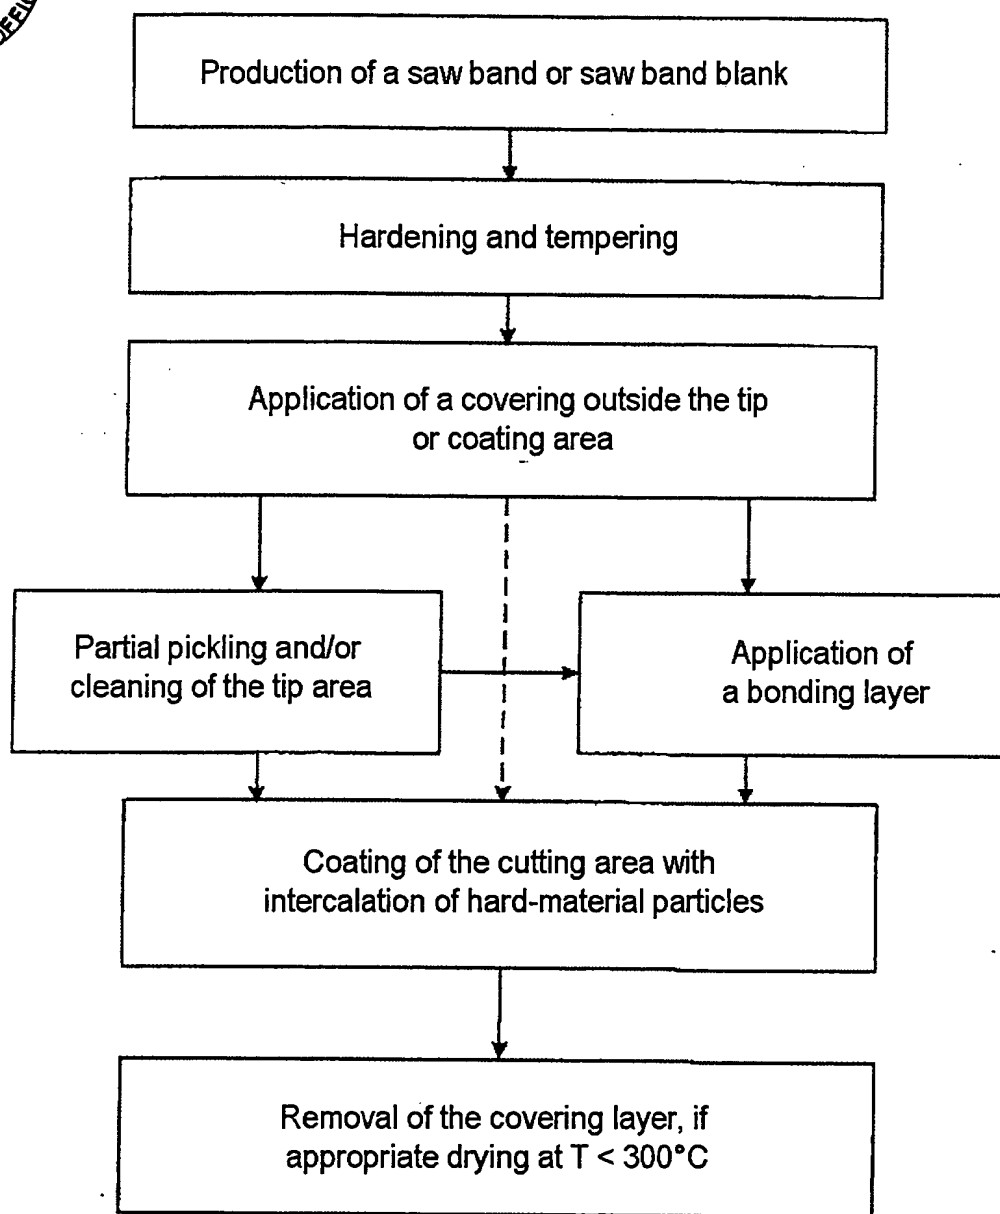 Production of a saw band or saw band blank
Hardening and tempering
Application of a covering outside the tip
or coating area
Partial pickling and/or
cleaning of the tip area
Application of
a bonding layer
Coating of the cutting area with
intercalation of hard-material particles
Removal of the covering layer, if
appropriate drying at T < 300°C